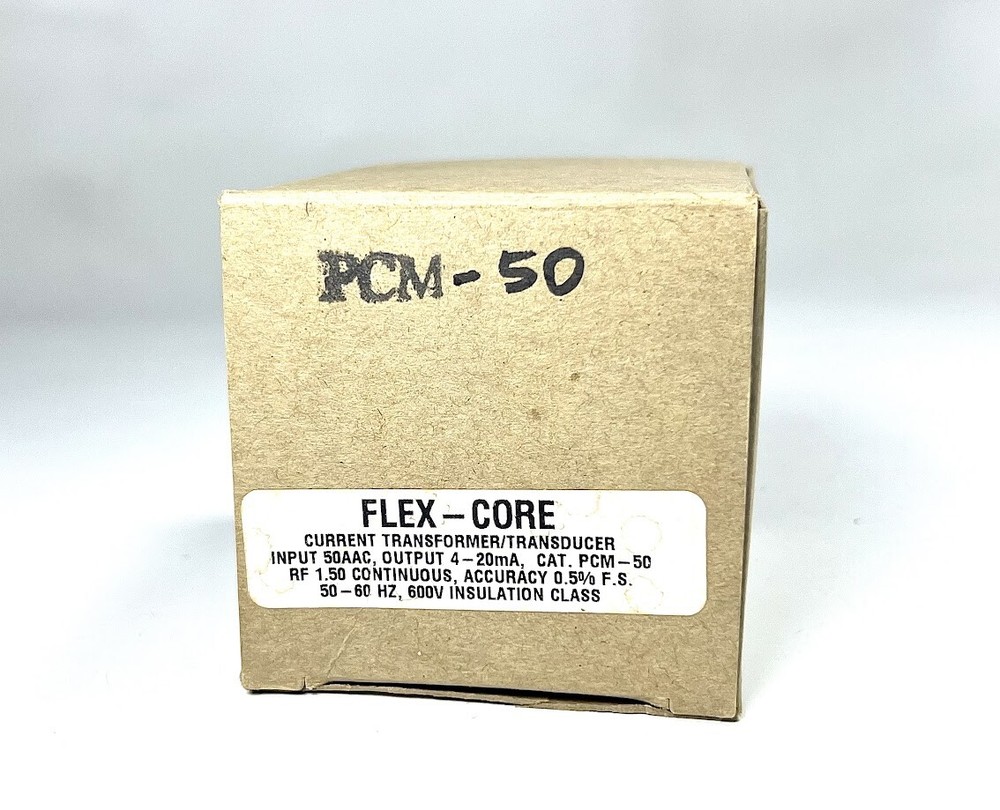 PCM-50
FLEX-CORE
CURRENT TRANSFORMER/TRANSDUCER
INPUT 50AAC, OUTPUT 4-20mA, CAT. PCM-50
RF 1.50 CONTINUOUS, ACCURACY 0.5% F.S.
50-60 HZ, 600V INSULATION CLASS